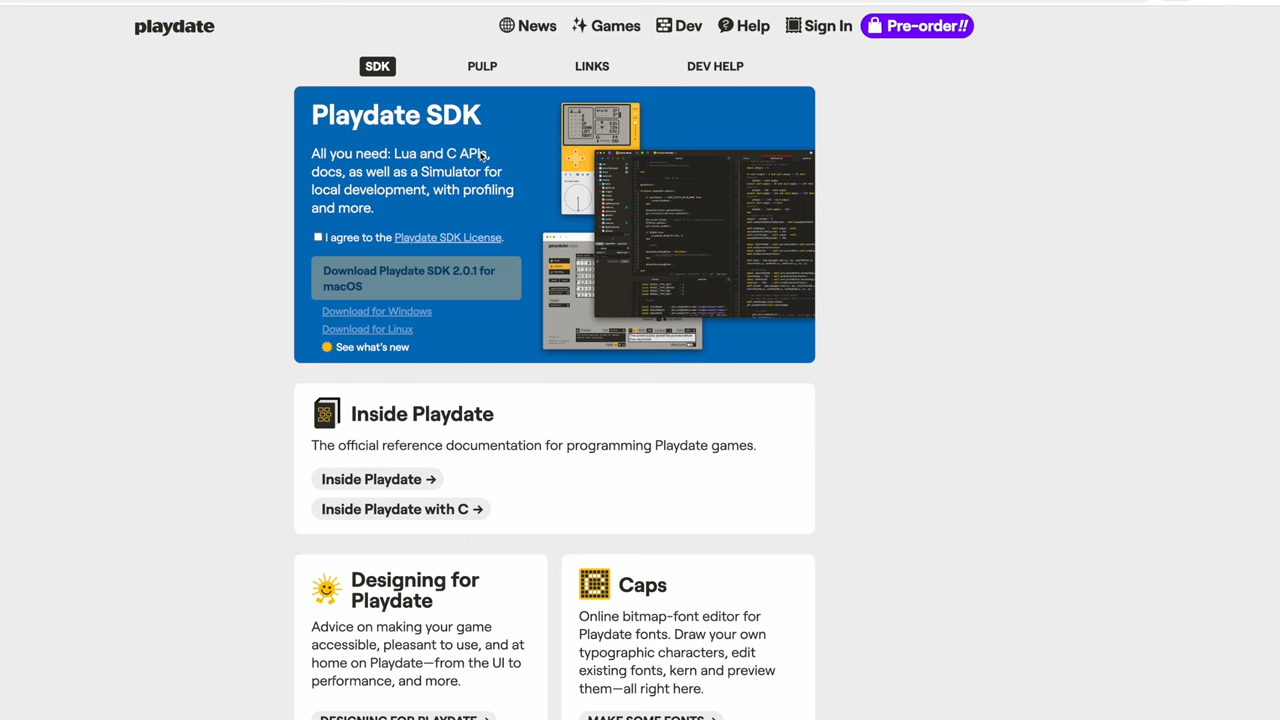 playdate
News Games Dev Help Sign In Pre-order!!
SDK PULP LINKS DEV HELP
Playdate SDK
All you need: Lua and C APIs,
docs, as well as a Simulator for
local development, with profiling
and more.
I agree to the Playdate SDK License.
Download Playdate SDK 2.0.1 for
macOS
Download for Windows
Download for Linux
See what's new
Inside Playdate
The official reference documentation for programming Playdate games.
Inside Playdate →
Inside Playdate with C →
Designing for
Playdate
Advice on making your game
accessible, pleasant to use, and at
home on Playdate—from the UI to
performance, and more.
DESIGNING FOR PLAYDATE →
Caps
Online bitmap-font editor for
Playdate fonts. Draw your own
typographic characters, edit
existing fonts, kern and preview
them—all right here.
MAKE SOME FONTS →